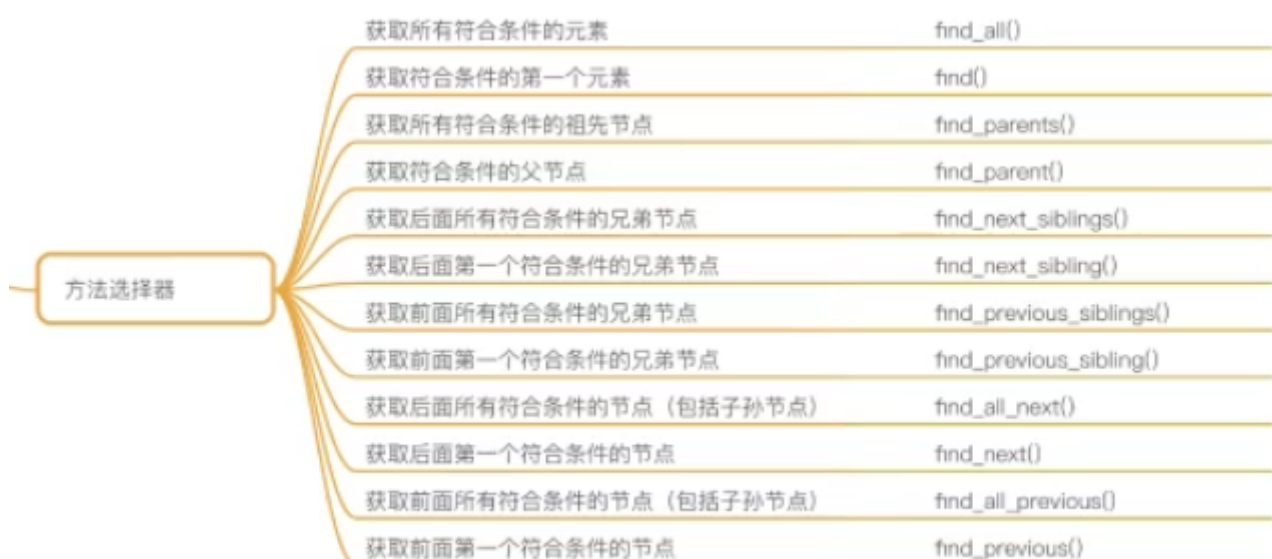 获取所有符合条件的元素 find_all()
获取符合条件的第一个元素 find()
获取所有符合条件的祖先节点 find_parents()
获取符合条件的父节点 find_parent()
获取后面所有符合条件的兄弟节点 find_next_siblings()
获取后面第一个符合条件的兄弟节点 find_next_sibling()
方法选择器
获取前面所有符合条件的兄弟节点 find_previous_siblings()
获取前面第一个符合条件的兄弟节点 find_previous_sibling()
获取后面所有符合条件的节点（包括子孙节点） find_all_next()
获取后面第一个符合条件的节点 find_next()
获取前面所有符合条件的节点（包括子孙节点） find_all_previous()
获取前面第一个符合条件的节点 find_previous()